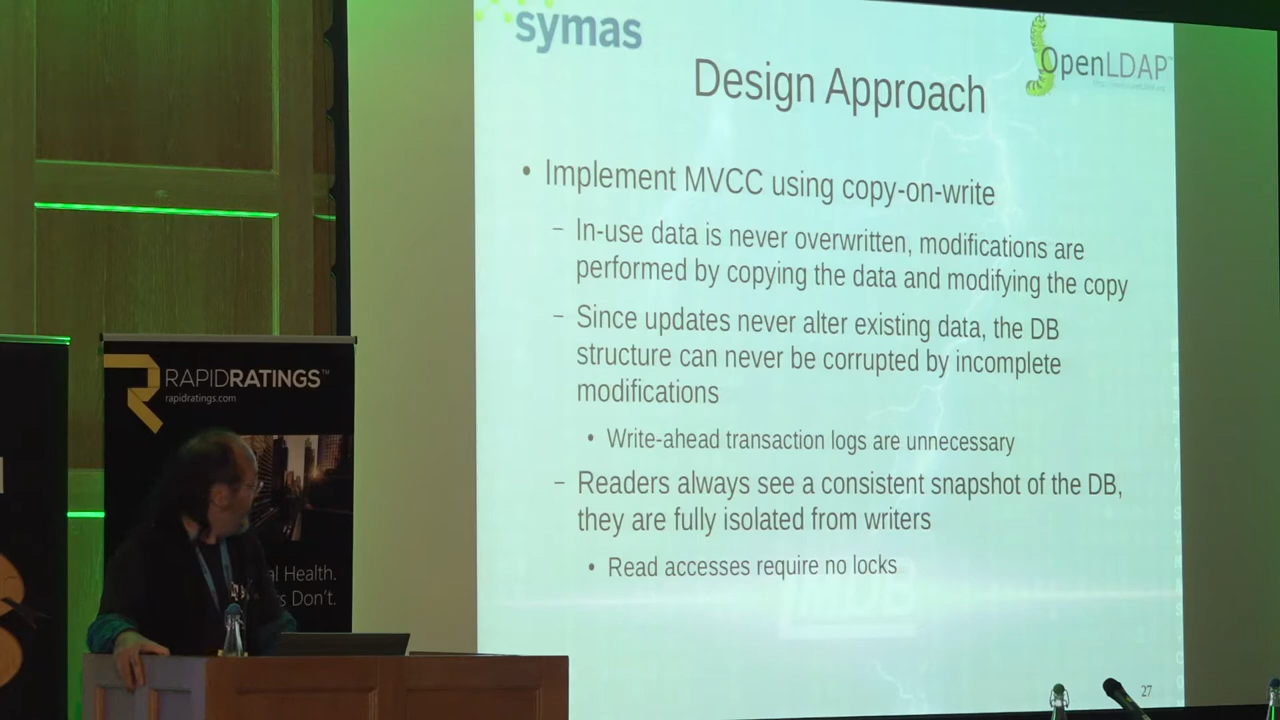 symas
OpenLDAP
Design Approach
• Implement MVCC using copy-on-write
– In-use data is never overwritten, modifications are
performed by copying the data and modifying the copy
– Since updates never alter existing data, the DB
structure can never be corrupted by incomplete
modifications
• Write-ahead transaction logs are unnecessary
– Readers always see a consistent snapshot of the DB,
they are fully isolated from writers
• Read accesses require no locks
27
RAPIDRATINGS™
rapidratings.com
al Health.
s Don't.